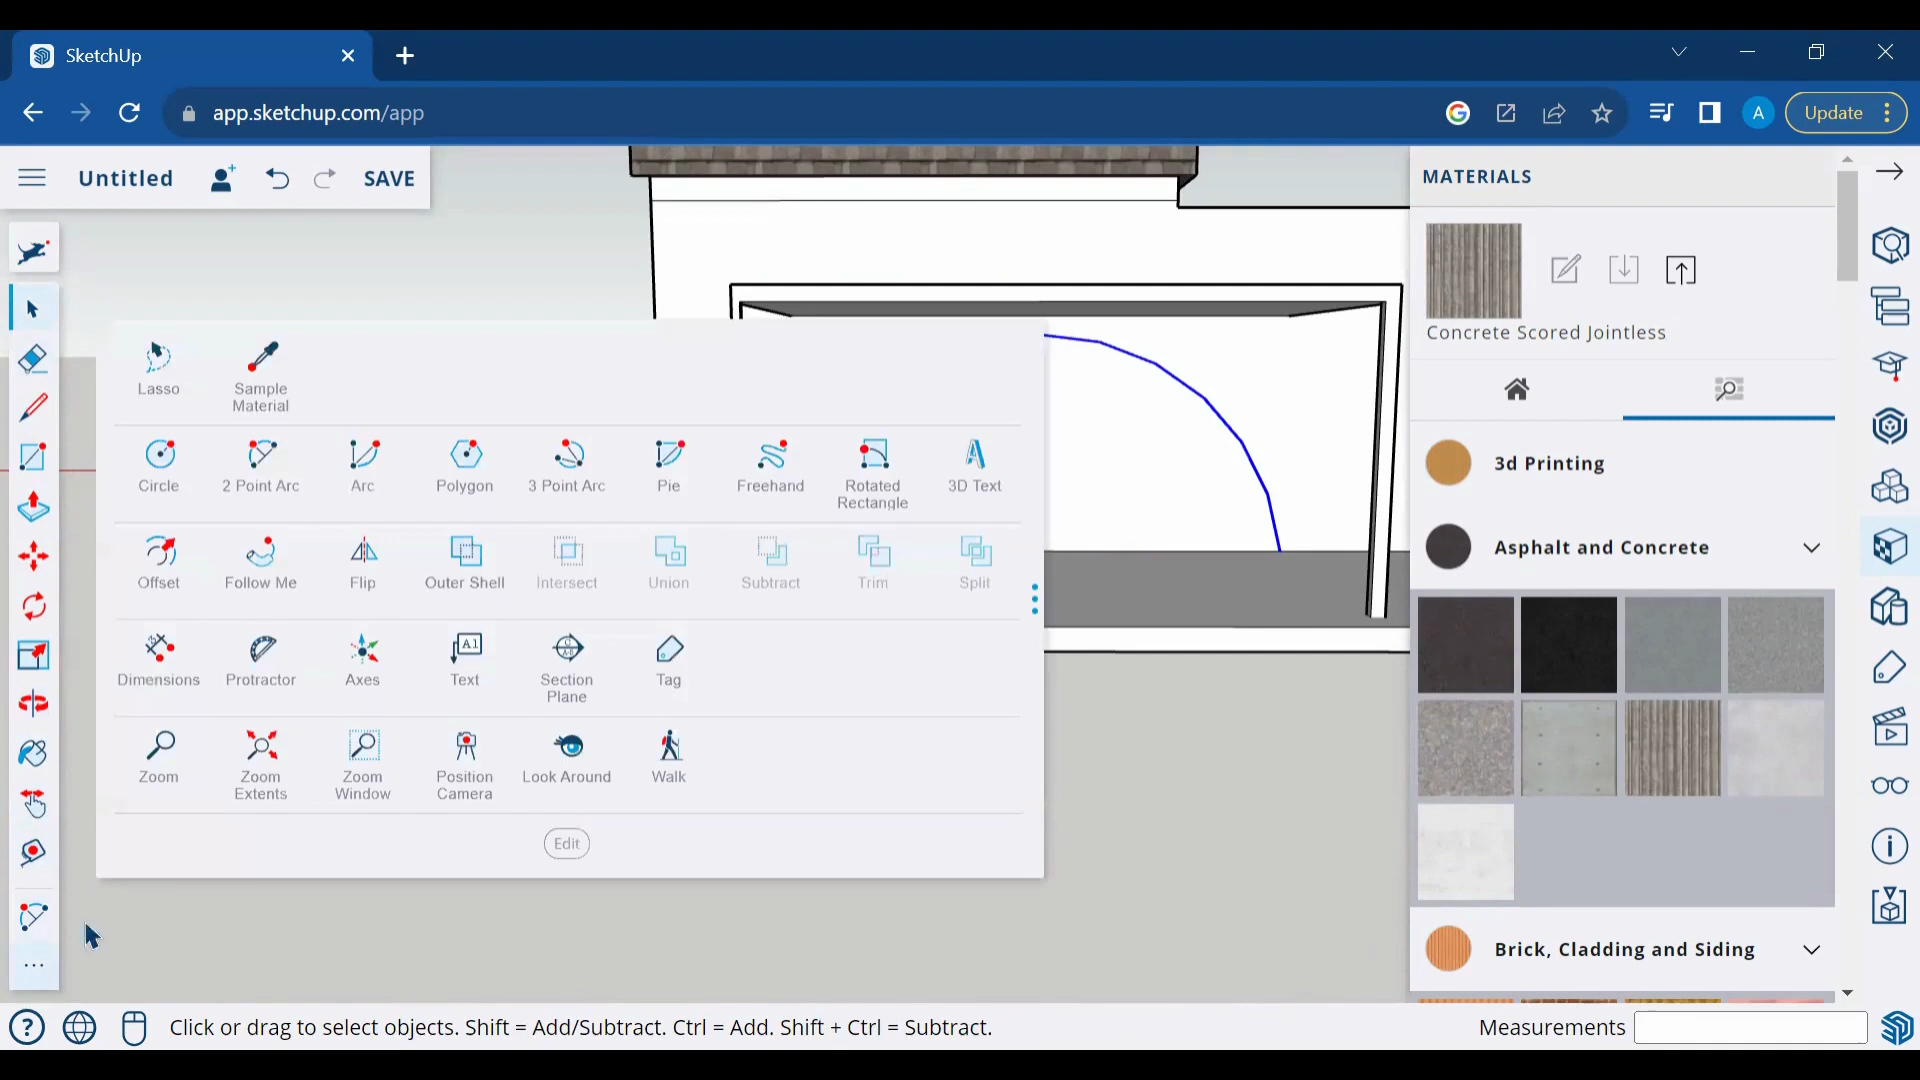 SketchUp
app.sketchup.com/app
A
Update
Untitled
SAVE
MATERIALS
Concrete Scored Jointless
Lasso
Sample
Material
Circle
2 Point Arc
Arc
Polygon
3 Point Arc
Pie
Freehand
Rotated
Rectangle
3D Text
3d Printing
Asphalt and Concrete
Offset
Follow Me
Flip
Outer Shell
Intersect
Union
Subtract
Trim
Split
A1
Dimensions
Protractor
Axes
Text
Section
Plane
Tag
Zoom
Zoom
Extents
Zoom
Window
Position
Camera
Look Around
Walk
Edit
Brick, Cladding and Siding
Click or drag to select objects. Shift = Add/Subtract. Ctrl = Add. Shift + Ctrl = Subtract.
Measurements